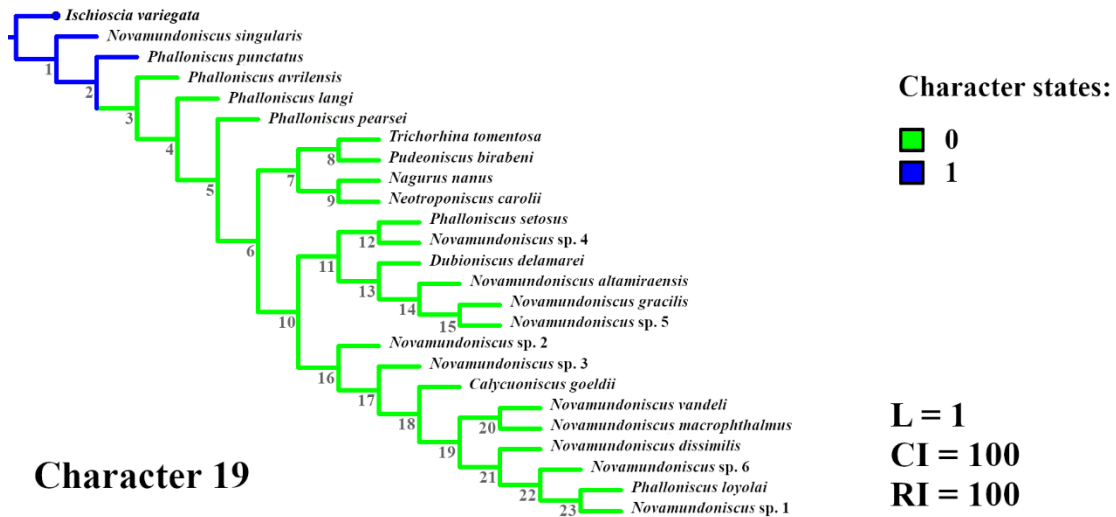 Ischioscia variegata
Novamundoniscus singularis
Phalloniscus punctatus
1
Phalloniscus avrilensis
2
Phalloniscus langi
3
Phalloniscus pearsei
4
Trichorhina tomentosa
8
Pudeoniscus birabeni
7
Nagurus nanus
5
9
Neotroponiscus carolii
Phalloniscus setosus
12
Novamundoniscus sp. 4
6
11
Dubioniscus delamarei
13
Novamundoniscus altamiraensis
14
Novamundoniscus gracilis
10
15
Novamundoniscus sp. 5
Novamundoniscus sp. 2
16
Novamundoniscus sp. 3
17
Calycuoniscus goeldii
18
Novamundoniscus vandeli
20
Novamundoniscus macrophthalmus
19
Novamundoniscus dissimilis
21
Novamundoniscus sp. 6
22
Phalloniscus loyolai
23
Novamundoniscus sp. 1
Character states:
0
1
Character 19
L = 1
CI = 100
RI = 100